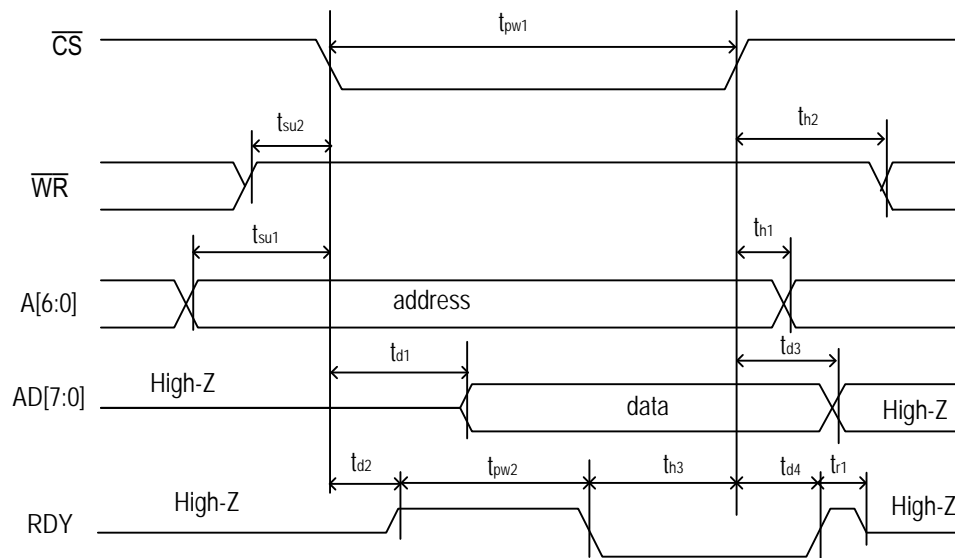 CS
tpw1
tsu2
th2
WR
tsu1
th1
A[6:0]
address
td1
td3
AD[7:0]
High-Z
data
High-Z
td2
tpw2
th3
td4
tr1
RDY
High-Z
High-Z